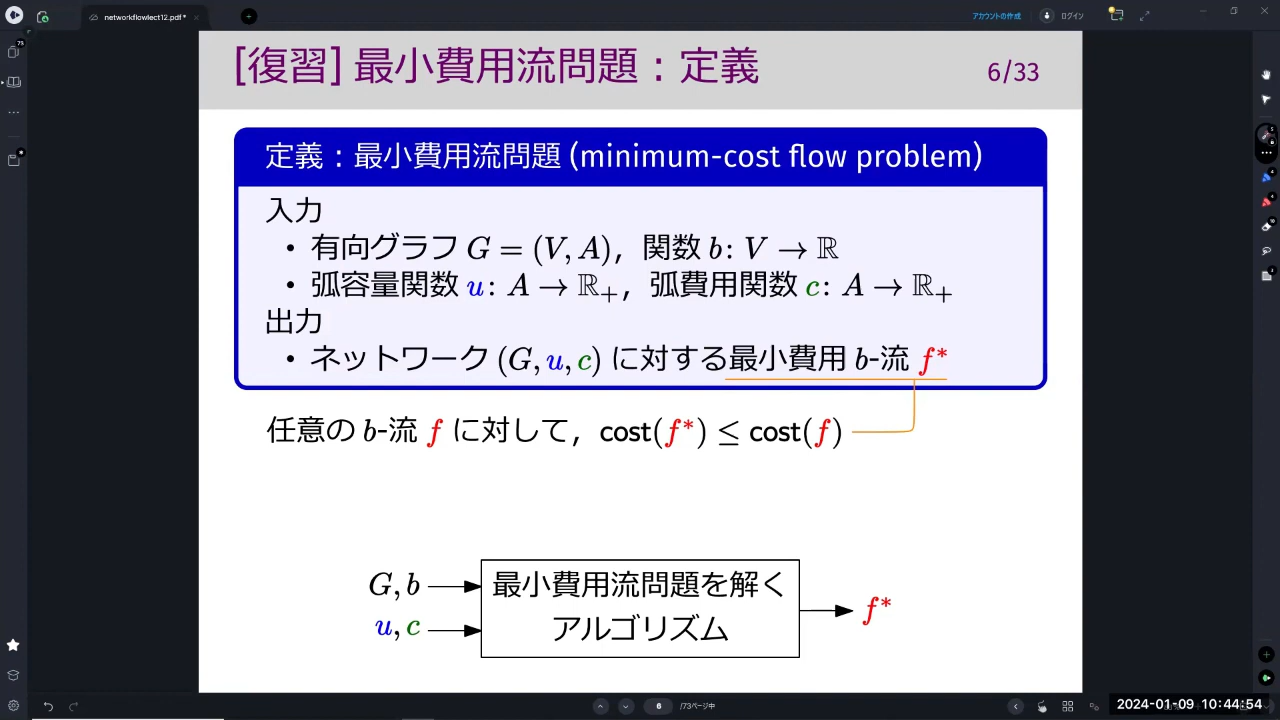 networkflowlect12.pdf*
アカウントの作成
ログイン
[復習] 最小費用流問題：定義
6/33
定義：最小費用流問題 (minimum-cost flow problem)
入力
• 有向グラフ G = (V, A)，関数 b: V → ℝ
• 弧容量関数 u: A → ℝ₊，弧費用関数 c: A → ℝ₊
出力
• ネットワーク (G, u, c) に対する最小費用 b-流 f*
任意の b-流 f に対して，cost(f*) ≤ cost(f)
G, b
u, c
最小費用流問題を解く
アルゴリズム
f*
6
/73ページ中
2024-01-09 10:44:54